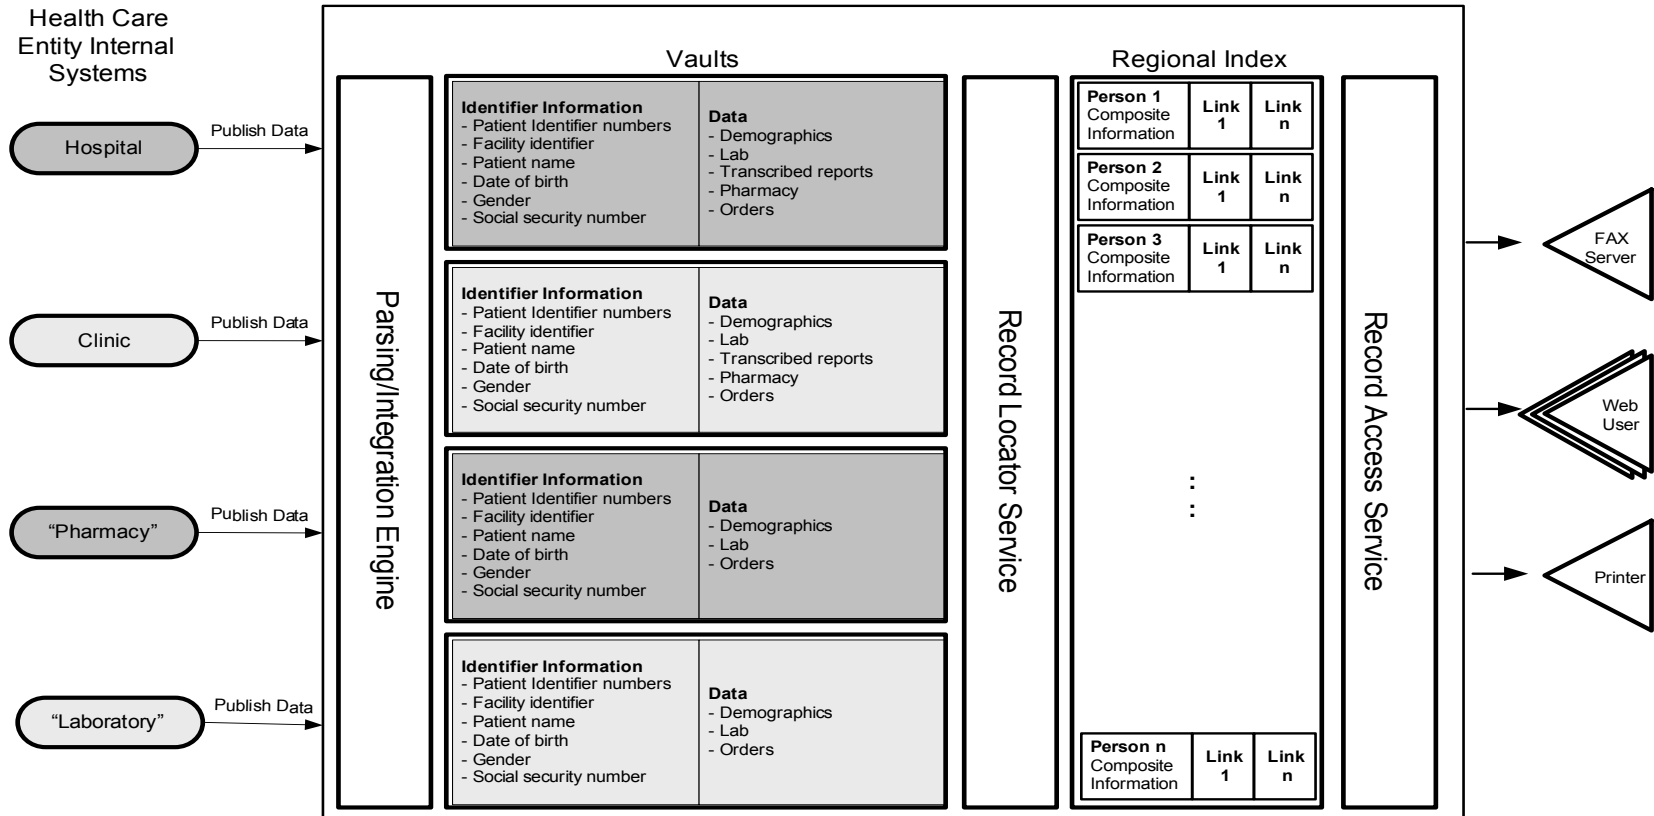 Health Care
Entity Internal
Systems
Hospital
Publish Data
Clinic
Publish Data
“Pharmacy”
Publish Data
“Laboratory”
Publish Data
Parsing/Integration Engine
Vaults
Identifier Information
- Patient Identifier numbers
- Facility identifier
- Patient name
- Date of birth
- Gender
- Social security number
Data
- Demographics
- Lab
- Transcribed reports
- Pharmacy
- Orders
Identifier Information
- Patient Identifier numbers
- Facility identifier
- Patient name
- Date of birth
- Gender
- Social security number
Data
- Demographics
- Lab
- Transcribed reports
- Pharmacy
- Orders
Identifier Information
- Patient Identifier numbers
- Facility identifier
- Patient name
- Date of birth
- Gender
- Social security number
Data
- Demographics
- Lab
- Orders
Identifier Information
- Patient Identifier numbers
- Facility identifier
- Patient name
- Date of birth
- Gender
- Social security number
Data
- Demographics
- Lab
- Orders
Record Locator Service
Regional Index
Person 1
Composite
Information
Link
1
Link
n
Person 2
Composite
Information
Link
1
Link
n
Person 3
Composite
Information
Link
1
Link
n
:
:
Person n
Composite
Information
Link
1
Link
n
Record Access Service
FAX
Server
Web
User
Printer